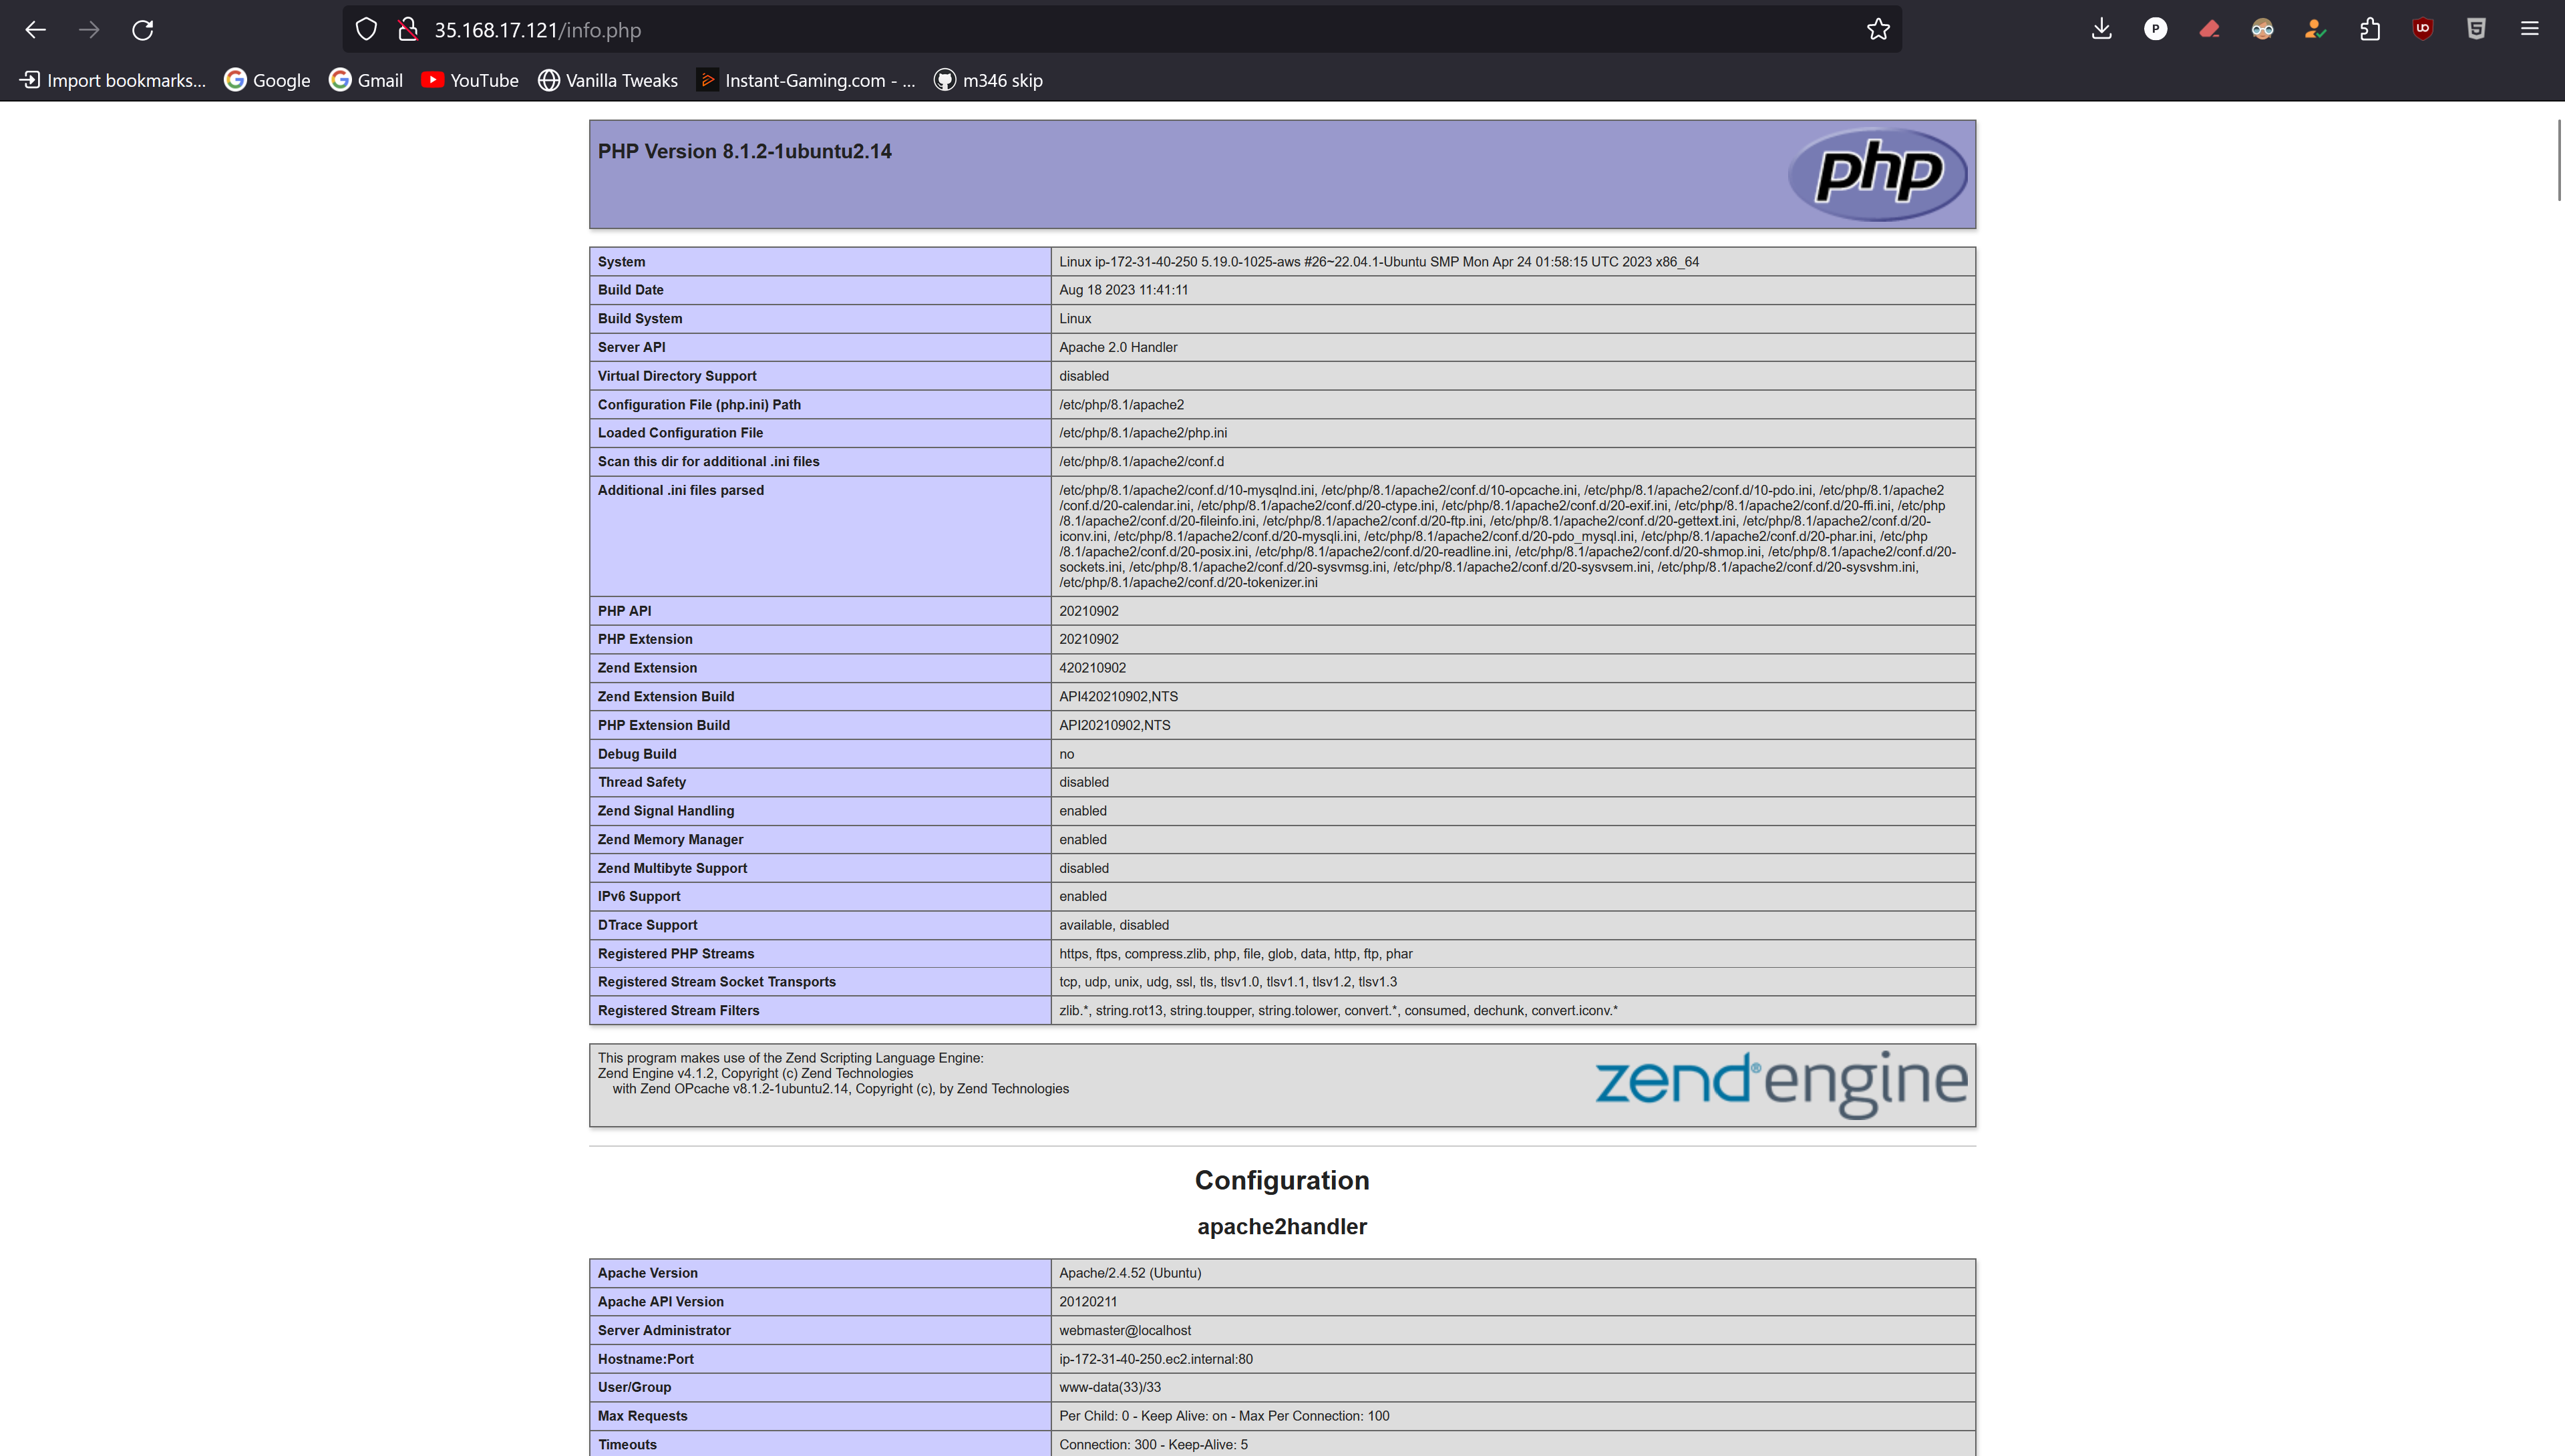 35.168.17.121/info.php
Import bookmarks... Google Gmail YouTube Vanilla Tweaks Instant-Gaming.com - ... m346 skip
PHP Version 8.1.2-1ubuntu2.14
php
System Linux ip-172-31-40-250 5.19.0-1025-aws #26~22.04.1-Ubuntu SMP Mon Apr 24 01:58:15 UTC 2023 x86_64
Build Date Aug 18 2023 11:41:11
Build System Linux
Server API Apache 2.0 Handler
Virtual Directory Support disabled
Configuration File (php.ini) Path /etc/php/8.1/apache2
Loaded Configuration File /etc/php/8.1/apache2/php.ini
Scan this dir for additional .ini files /etc/php/8.1/apache2/conf.d
Additional .ini files parsed /etc/php/8.1/apache2/conf.d/10-mysqlnd.ini, /etc/php/8.1/apache2/conf.d/10-opcache.ini, /etc/php/8.1/apache2/conf.d/10-pdo.ini, /etc/php/8.1/apache2
/conf.d/20-calendar.ini, /etc/php/8.1/apache2/conf.d/20-ctype.ini, /etc/php/8.1/apache2/conf.d/20-exif.ini, /etc/php/8.1/apache2/conf.d/20-ffi.ini, /etc/php
/8.1/apache2/conf.d/20-fileinfo.ini, /etc/php/8.1/apache2/conf.d/20-ftp.ini, /etc/php/8.1/apache2/conf.d/20-gettext.ini, /etc/php/8.1/apache2/conf.d/20-
iconv.ini, /etc/php/8.1/apache2/conf.d/20-mysqli.ini, /etc/php/8.1/apache2/conf.d/20-pdo_mysql.ini, /etc/php/8.1/apache2/conf.d/20-phar.ini, /etc/php
/8.1/apache2/conf.d/20-posix.ini, /etc/php/8.1/apache2/conf.d/20-readline.ini, /etc/php/8.1/apache2/conf.d/20-shmop.ini, /etc/php/8.1/apache2/conf.d/20-
sockets.ini, /etc/php/8.1/apache2/conf.d/20-sysvmsg.ini, /etc/php/8.1/apache2/conf.d/20-sysvsem.ini, /etc/php/8.1/apache2/conf.d/20-sysvshm.ini,
/etc/php/8.1/apache2/conf.d/20-tokenizer.ini
PHP API 20210902
PHP Extension 20210902
Zend Extension 420210902
Zend Extension Build API420210902,NTS
PHP Extension Build API20210902,NTS
Debug Build no
Thread Safety disabled
Zend Signal Handling enabled
Zend Memory Manager enabled
Zend Multibyte Support disabled
IPv6 Support enabled
DTrace Support available, disabled
Registered PHP Streams https, ftps, compress.zlib, php, file, glob, data, http, ftp, phar
Registered Stream Socket Transports tcp, udp, unix, udg, ssl, tls, tlsv1.0, tlsv1.1, tlsv1.2, tlsv1.3
Registered Stream Filters zlib.*, string.rot13, string.toupper, string.tolower, convert.*, consumed, dechunk, convert.iconv.*
This program makes use of the Zend Scripting Language Engine:
Zend Engine v4.1.2, Copyright (c) Zend Technologies
with Zend OPcache v8.1.2-1ubuntu2.14, Copyright (c), by Zend Technologies
zend®engine
Configuration
apache2handler
Apache Version Apache/2.4.52 (Ubuntu)
Apache API Version 20120211
Server Administrator webmaster@localhost
Hostname:Port ip-172-31-40-250.ec2.internal:80
User/Group www-data(33)/33
Max Requests Per Child: 0 - Keep Alive: on - Max Per Connection: 100
Timeouts Connection: 300 - Keep-Alive: 5